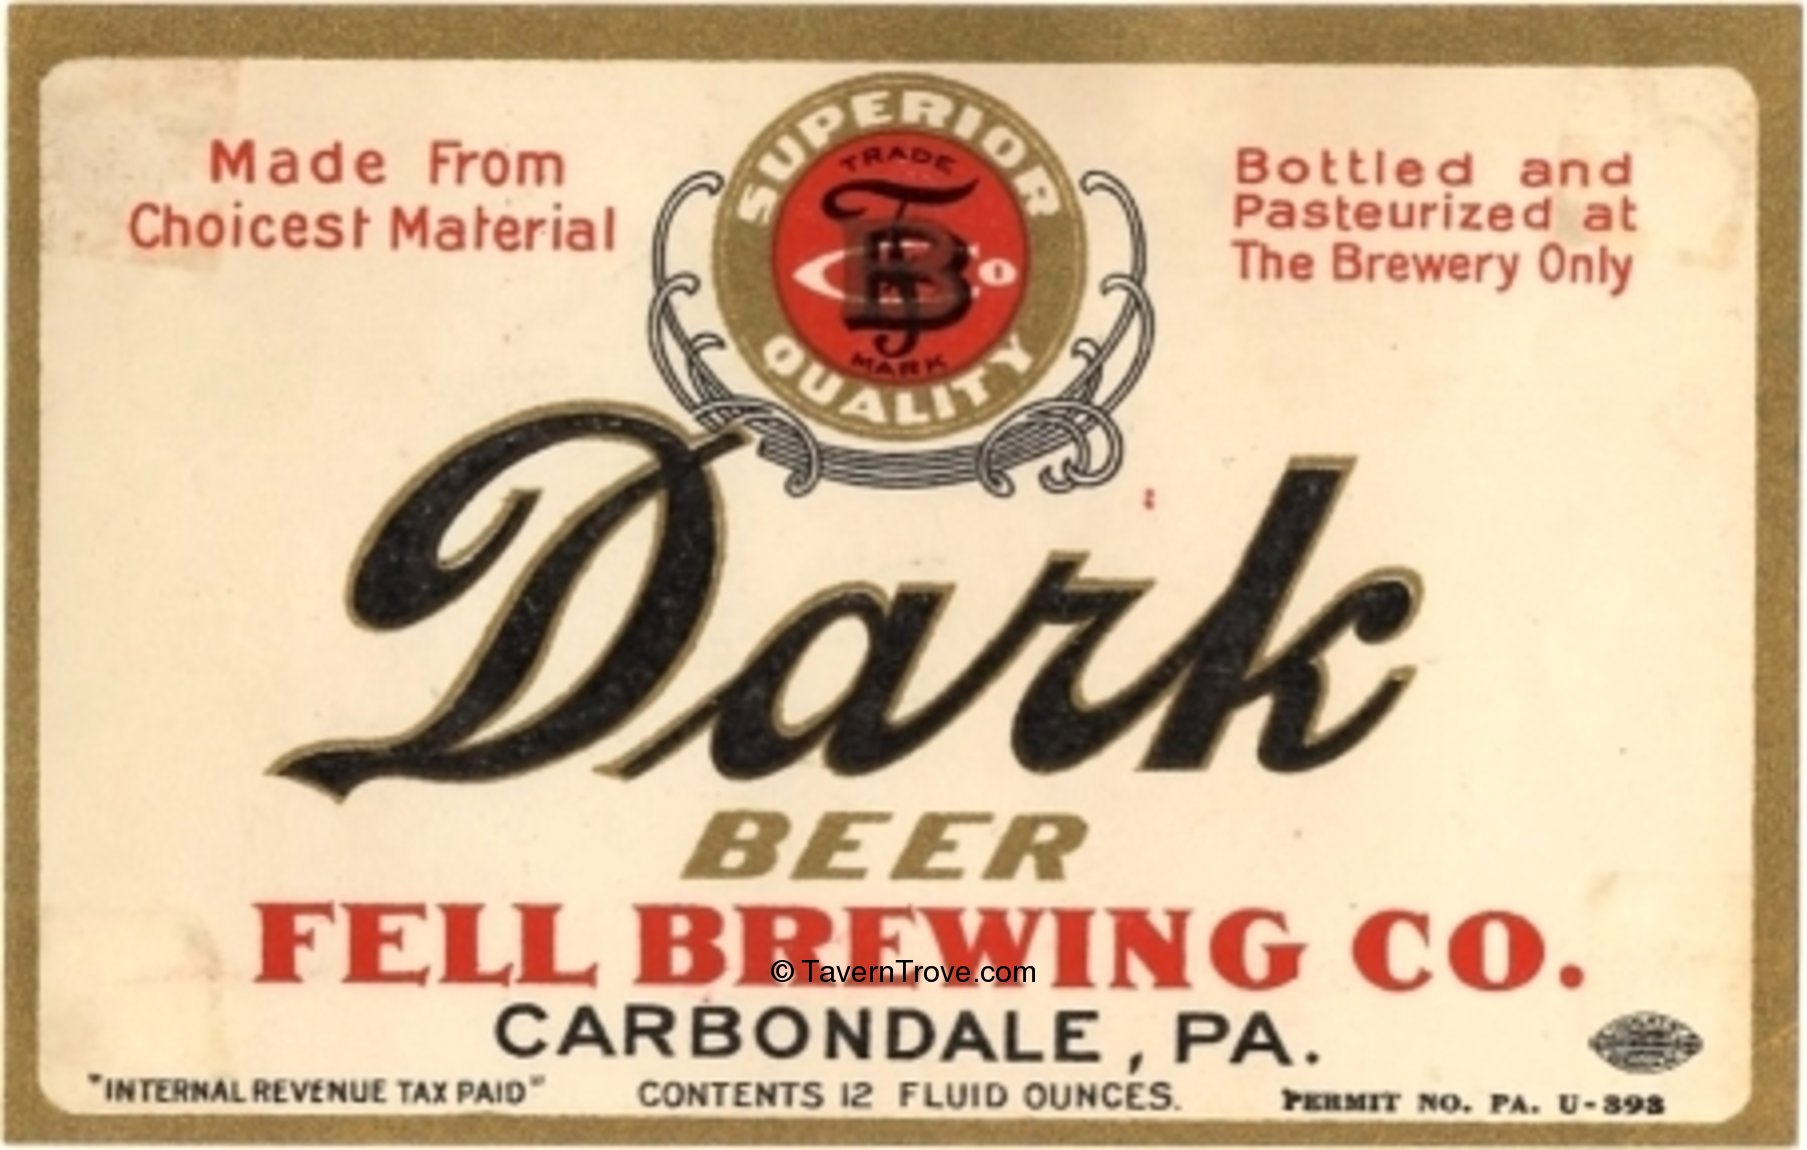 SUPERIOR
TRADE
MARK
QUALITY
Made From
Choicest Material
Bottled and
Pasteurized at
The Brewery Only
Dark
BEER
FELL BREWING CO.
© TavernTrove.com
CARBONDALE, PA.
"INTERNAL REVENUE TAX PAID"
CONTENTS 12 FLUID OUNCES.
PERMIT NO. PA. U-393